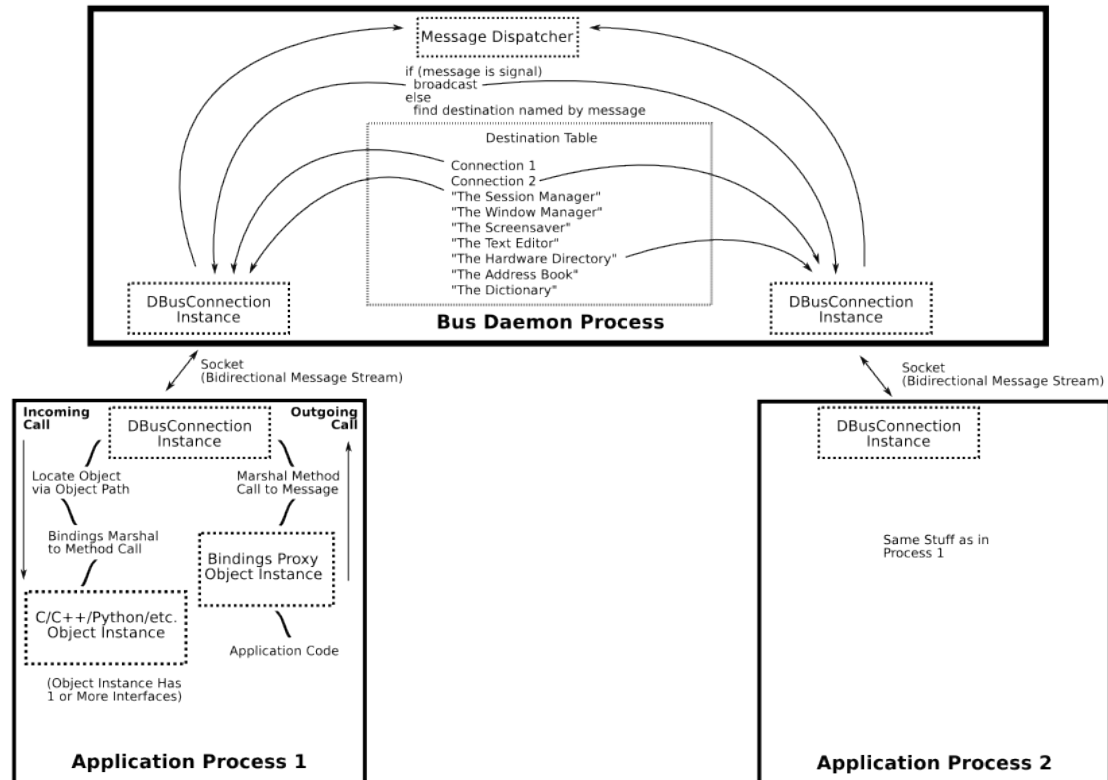 Message Dispatcher
if (message is signal)
broadcast
else
find destination named by message
Destination Table
Connection 1
Connection 2
"The Session Manager"
"The Window Manager"
"The Screensaver"
"The Text Editor"
"The Hardware Directory"
"The Address Book"
"The Dictionary"
DBusConnection
Instance
DBusConnection
Instance
Bus Daemon Process
Socket
(Bidirectional Message Stream)
Socket
(Bidirectional Message Stream)
Incoming
Call
DBusConnection
Instance
Outgoing
Call
Locate Object
via Object Path
Marshal Method
Call to Message
Bindings Marshal
to Method Call
Bindings Proxy
Object Instance
C/C++/Python/etc.
Object Instance
Application Code
(Object Instance Has
1 or More Interfaces)
Application Process 1
DBusConnection
Instance
Same Stuff as in
Process 1
Application Process 2